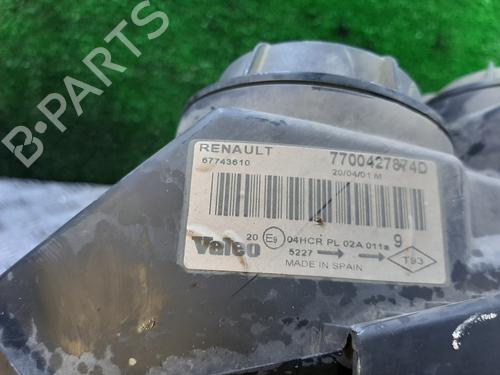 B-PARTS
RENAULT 7700427874D
67743610 20/04/01 M
Valeo 20 E9 04HCR PL 02A 011a 9
5227 T93
MADE IN SPAIN